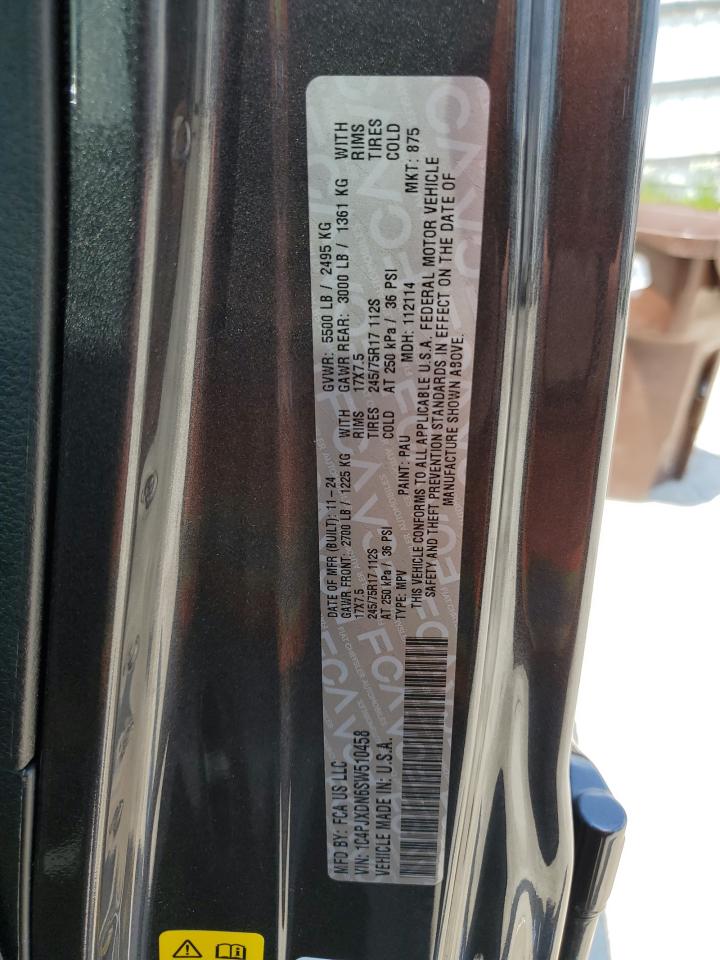 MFD BY: FCA US LLC
DATE OF MFR (BUILT): 11-24
GVWR: 5500 LB / 2495 KG
VIN: 1C4PJXDN6SW510458
GAWR FRONT: 2700 LB / 1225 KG WITH
GAWR REAR: 3000 LB / 1361 KG WITH
VEHICLE MADE IN: U.S.A.
17X7.5 RIMS
17X7.5 RIMS
245/75R17 112S TIRES
245/75R17 112S TIRES
AT 250 kPa / 36 PSI COLD
AT 250 kPa / 36 PSI COLD
TYPE: MPV PAINT: PAU MDH: 112114 MKT: 875
THIS VEHICLE CONFORMS TO ALL APPLICABLE U.S.A. FEDERAL MOTOR VEHICLE
SAFETY AND THEFT PREVENTION STANDARDS IN EFFECT ON THE DATE OF
MANUFACTURE SHOWN ABOVE.